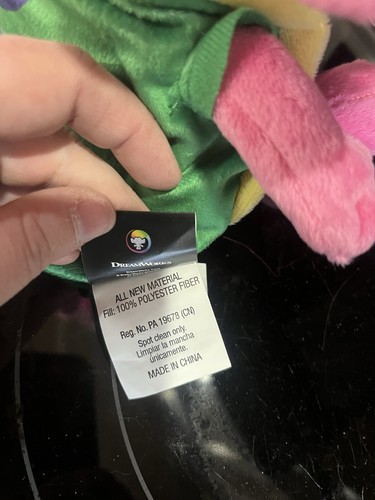 DREAMWORKS
ALL NEW MATERIAL
Fill: 100% POLYESTER FIBER
Reg. No. PA 19678 (CN)
Spot clean only.
Limpiar la mancha
únicamente.
MADE IN CHINA